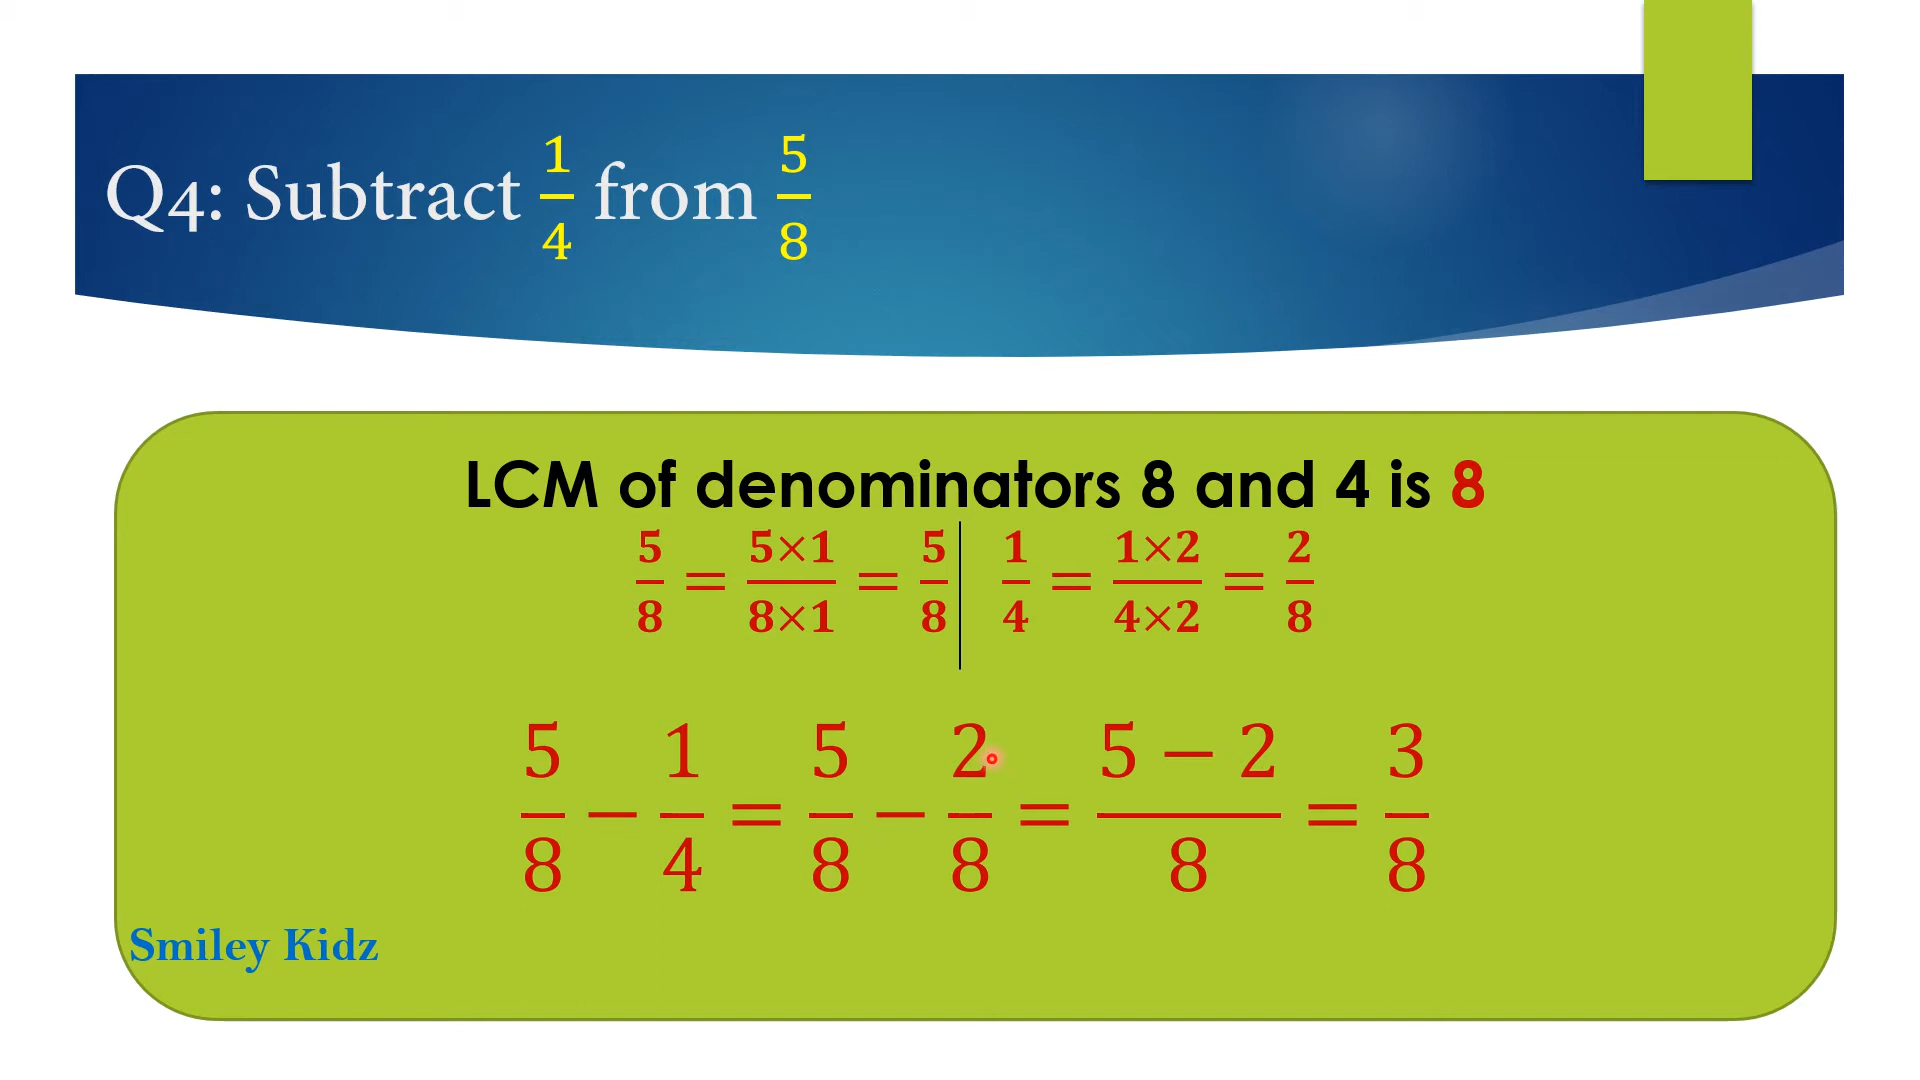 Q4: Subtract 1/4 from 5/8
LCM of denominators 8 and 4 is 8
5/8 = 5×1/8×1 = 5/8 | 1/4 = 1×2/4×2 = 2/8
5/8 − 1/4 = 5/8 − 2/8 = 5 − 2/8 = 3/8
Smiley Kidz